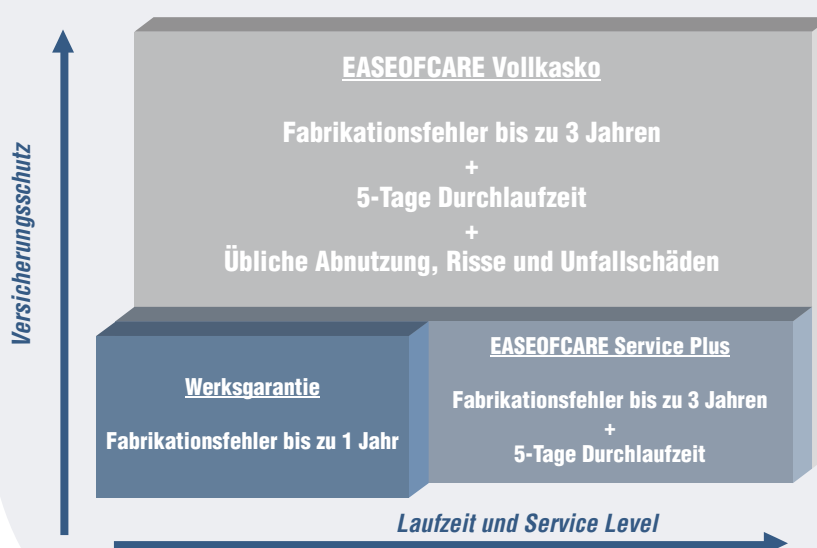 Versicherungsschutz
EASEOFCARE Vollkasko
Fabrikationsfehler bis zu 3 Jahren
+
5-Tage Durchlaufzeit
+
Übliche Abnutzung, Risse und Unfallschäden
Werksgarantie
Fabrikationsfehler bis zu 1 Jahr
EASEOFCARE Service Plus
Fabrikationsfehler bis zu 3 Jahren
+
5-Tage Durchlaufzeit
Laufzeit und Service Level